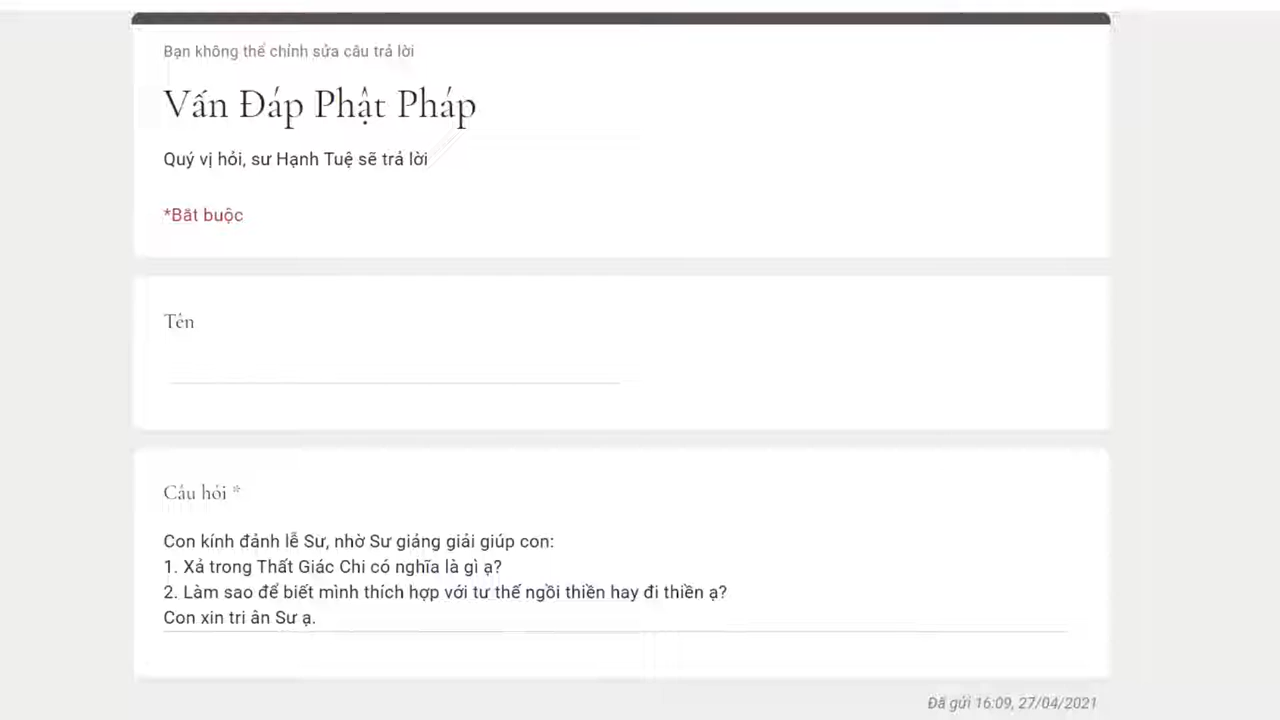 Bạn không thể chỉnh sửa câu trả lời
Vấn Đáp Phật Pháp
Quý vị hỏi, sư Hạnh Tuệ sẽ trả lời
*Bắt buộc
Tên
Câu hỏi *
Con kính đảnh lễ Sư, nhờ Sư giảng giải giúp con:
1. Xả trong Thất Giác Chi có nghĩa là gì ạ?
2. Làm sao để biết mình thích hợp với tư thế ngồi thiền hay đi thiền ạ?
Con xin tri ân Sư ạ.
Đã gửi 16:09, 27/04/2021